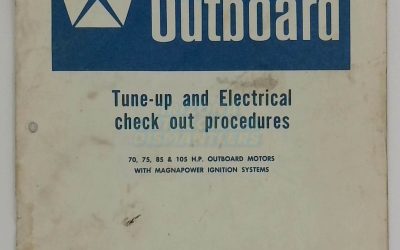 Outboard
Tune-up and Electrical
check out procedures
70, 75, 85 & 105 H.P. OUTBOARD MOTORS
WITH MAGNAPOWER IGNITION SYSTEMS